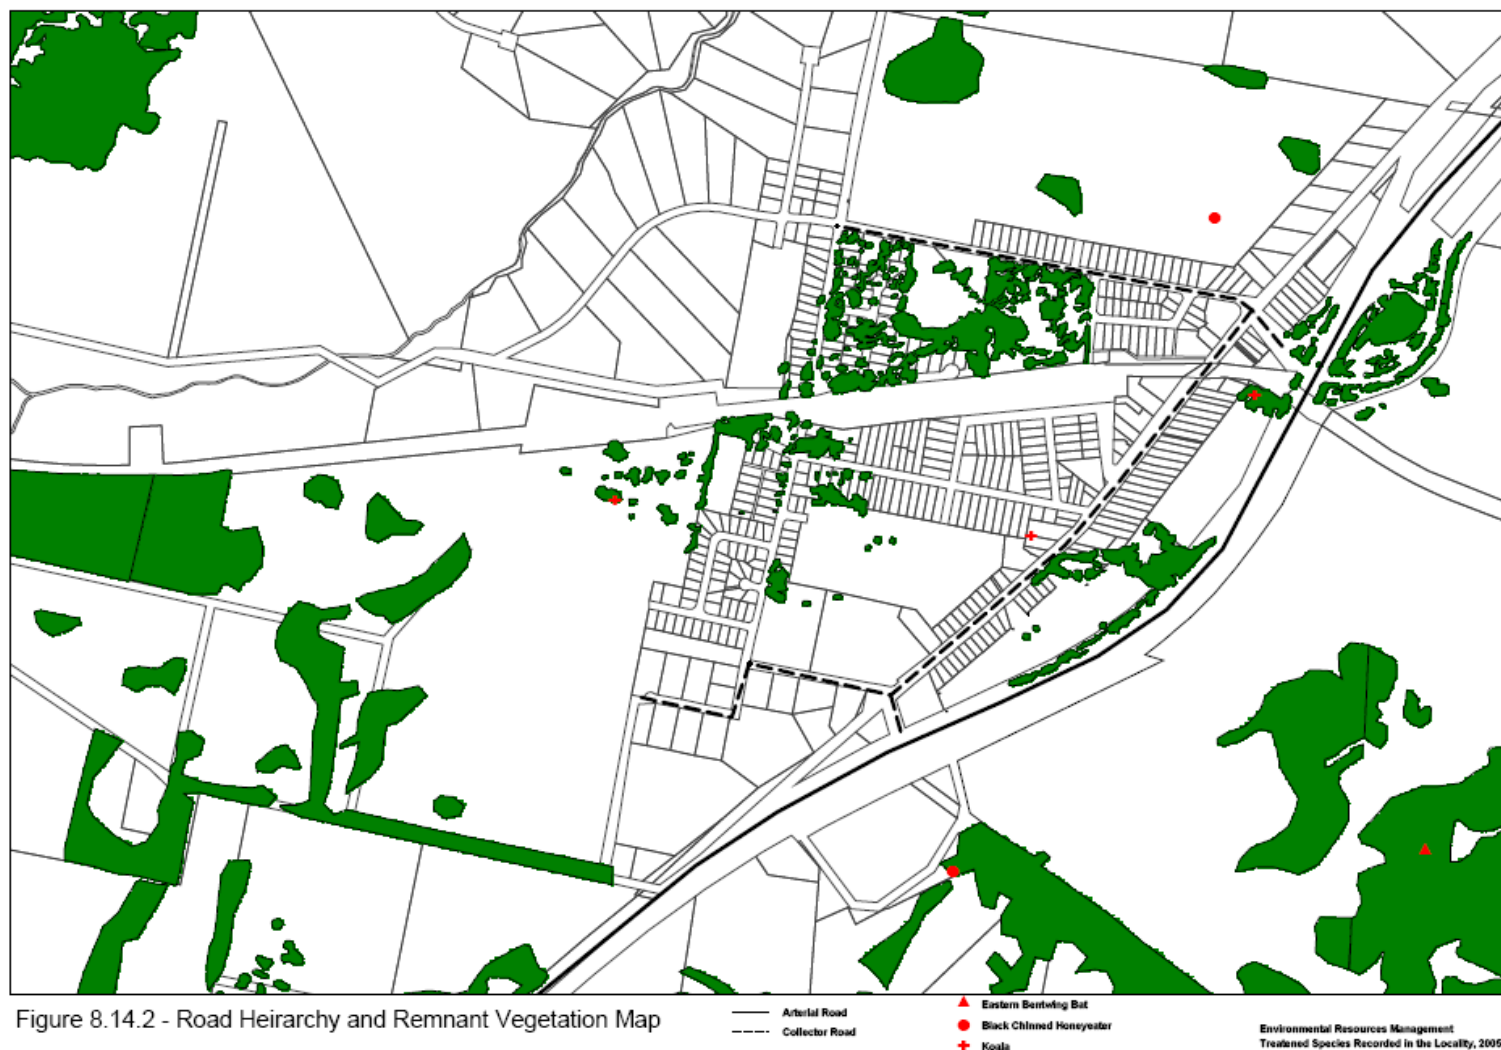 Figure 8.14.2 - Road Heirarchy and Remnant Vegetation Map
Arterial Road
Collector Road
Eastern Bentwing Bat
Black Chinned Honeyeater
Koala
Environmental Resources Management
Treatened Species Recorded in the Locality, 2005